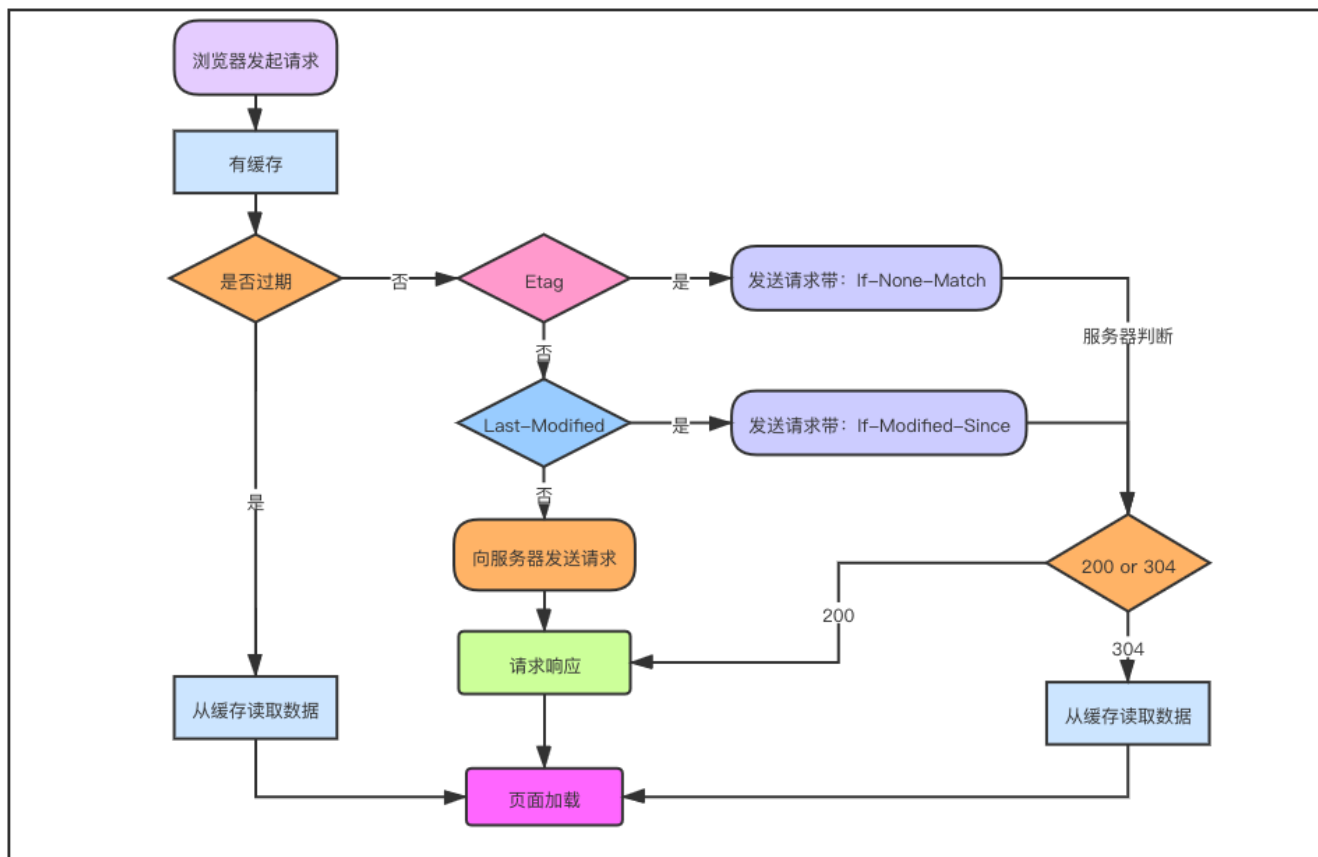 浏览器发起请求
有缓存
是否过期
否
Etag
是
发送请求带：If-None-Match
服务器判断
否
Last-Modified
是
发送请求带：If-Modified-Since
是
否
向服务器发送请求
200 or 304
200
304
请求响应
从缓存读取数据
从缓存读取数据
页面加载